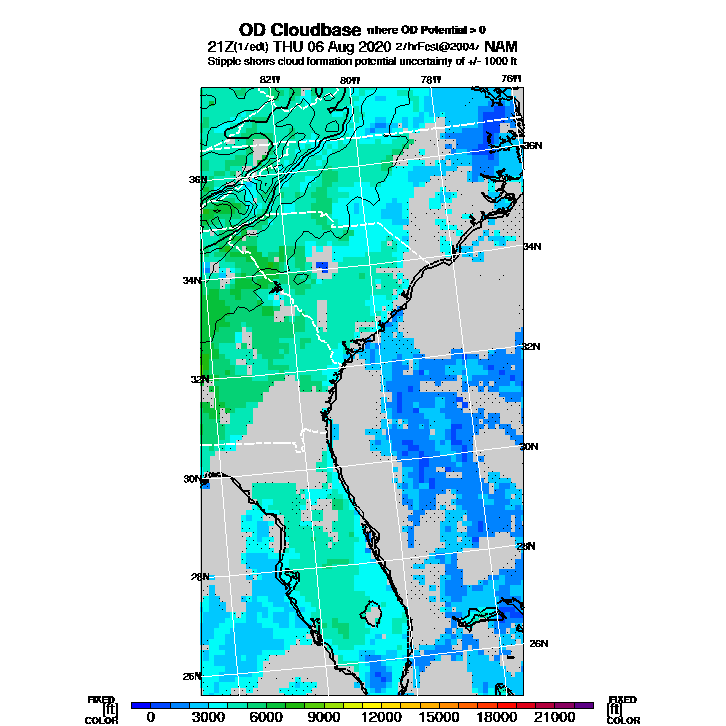 OD Cloudbase where OD Potential > 0
21Z(17edt) THU 06 Aug 2020 27hrFcst@2004z NAM
Stipple shows cloud formation potential uncertainty of +/- 1000 ft
82W 80W 78W 76W
36N
36N
34N
34N
32N
32N
30N
30N
28N
28N
26N
26N
FIXED FIXED
[ft] [ft]
COLOR COLOR
0 3000 6000 9000 12000 15000 18000 21000